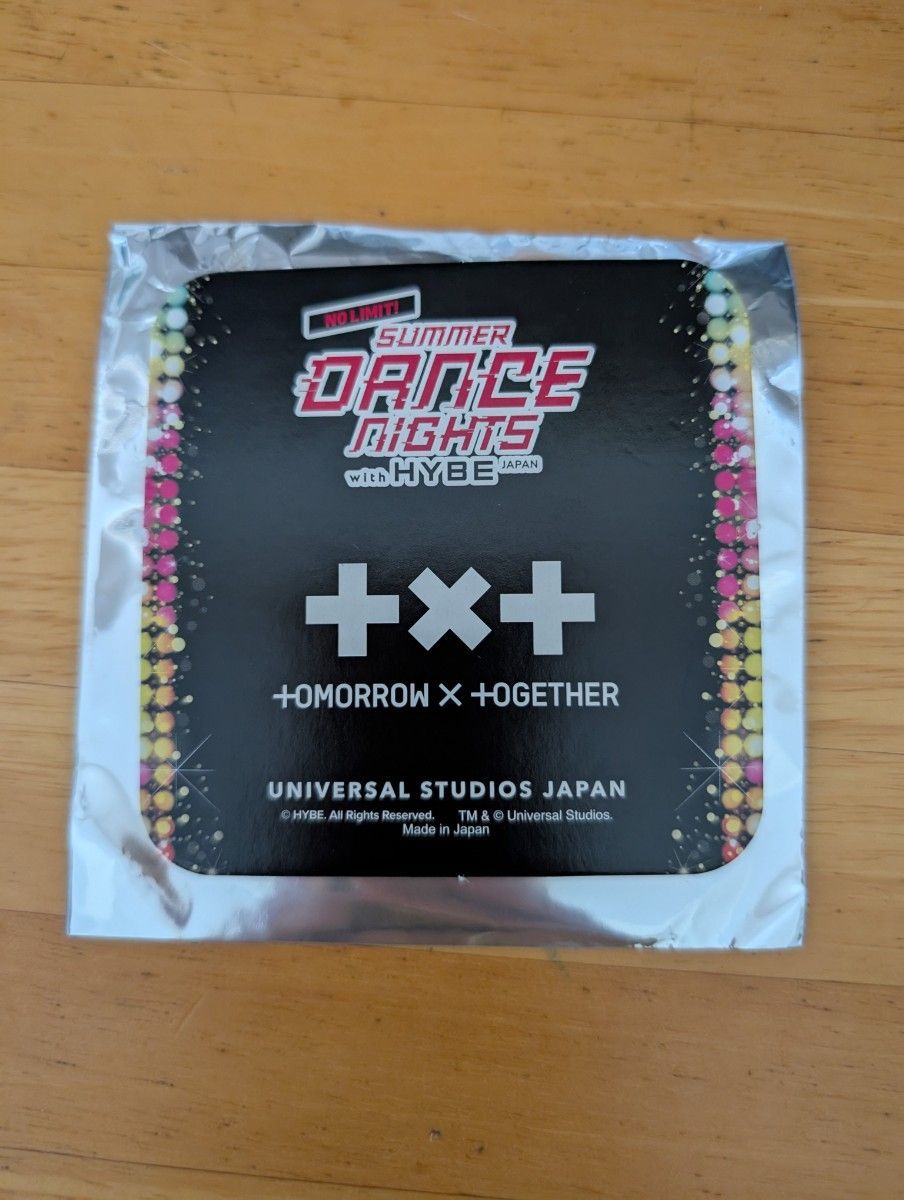 NO LIMIT!
SUMMER
DANCE
NIGHTS
with HYBE JAPAN
+×+
+OMORROW × +OGETHER
UNIVERSAL STUDIOS JAPAN
© HYBE. All Rights Reserved. TM & © Universal Studios.
Made in Japan